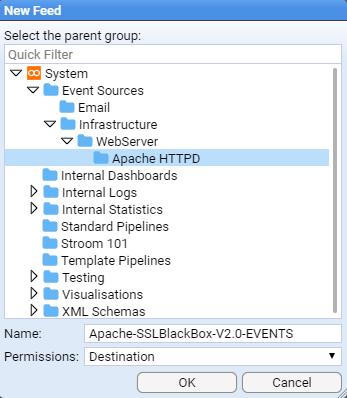 New Feed
Select the parent group:
Quick Filter
System
Event Sources
Email
Infrastructure
WebServer
Apache HTTPD
Internal Dashboards
Internal Logs
Internal Statistics
Standard Pipelines
Stroom 101
Template Pipelines
Testing
Visualisations
XML Schemas
Name: Apache-SSLBlackBox-V2.0-EVENTS
Permissions: Destination
OK Cancel